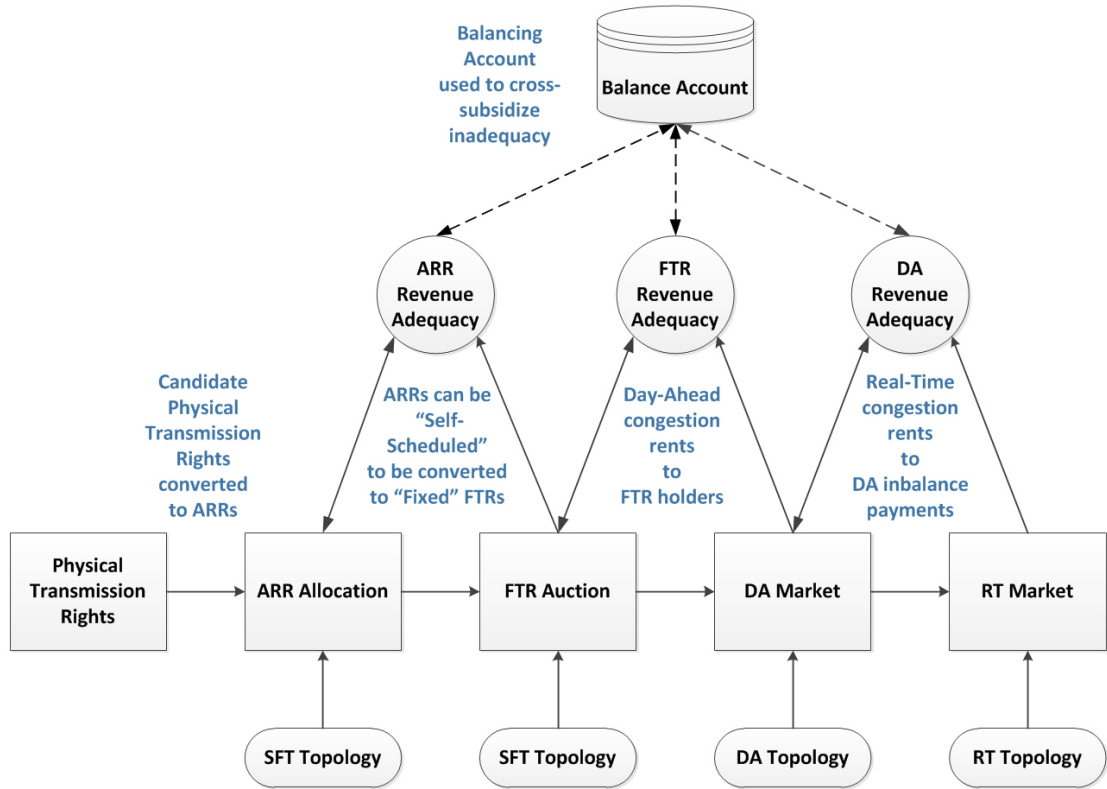 Balancing
Account
used to cross-
subsidize
inadequacy
Balance Account
ARR
Revenue
Adequacy
FTR
Revenue
Adequacy
DA
Revenue
Adequacy
Candidate
Physical
Transmission
Rights
converted
to ARRs
ARRs can be
“Self-
Scheduled”
to be converted
to “Fixed” FTRs
Day-Ahead
congestion
rents
to
FTR holders
Real-Time
congestion
rents
to
DA inbalance
payments
Physical
Transmission
Rights
ARR Allocation
FTR Auction
DA Market
RT Market
SFT Topology
SFT Topology
DA Topology
RT Topology